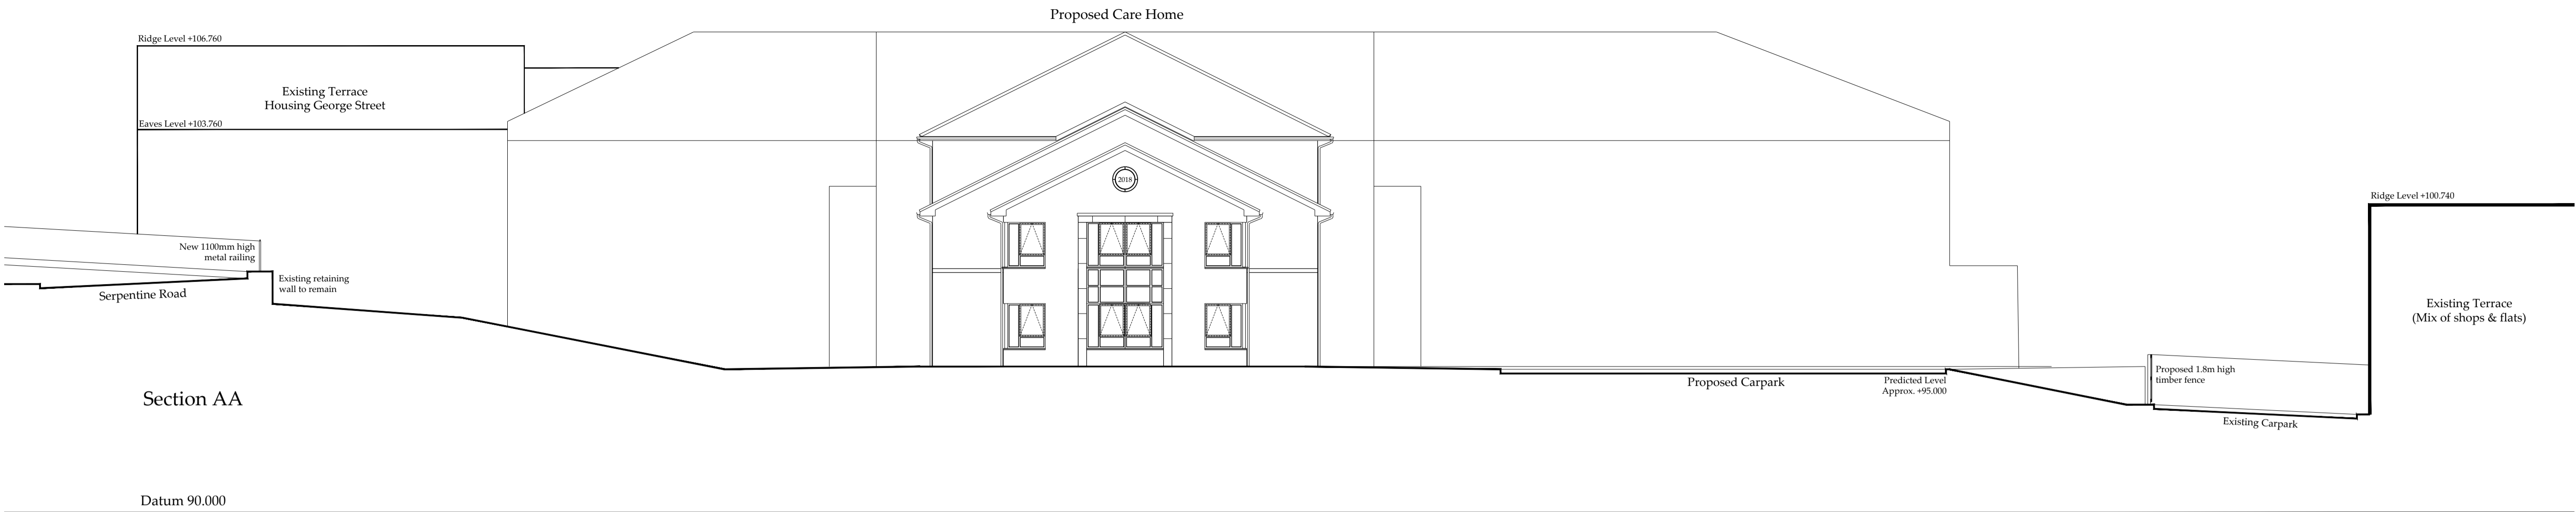 Proposed Care Home
Ridge Level +106.760
Existing Terrace
Housing George Street
Eaves Level +103.760
2018
Ridge Level +100.740
New 1100mm high
metal railing
Existing retaining
wall to remain
Serpentine Road
Existing Terrace
(Mix of shops & flats)
Proposed Carpark
Predicted Level
Approx. +95.000
Proposed 1.8m high
timber fence
Existing Carpark
Section AA
Datum 90.000